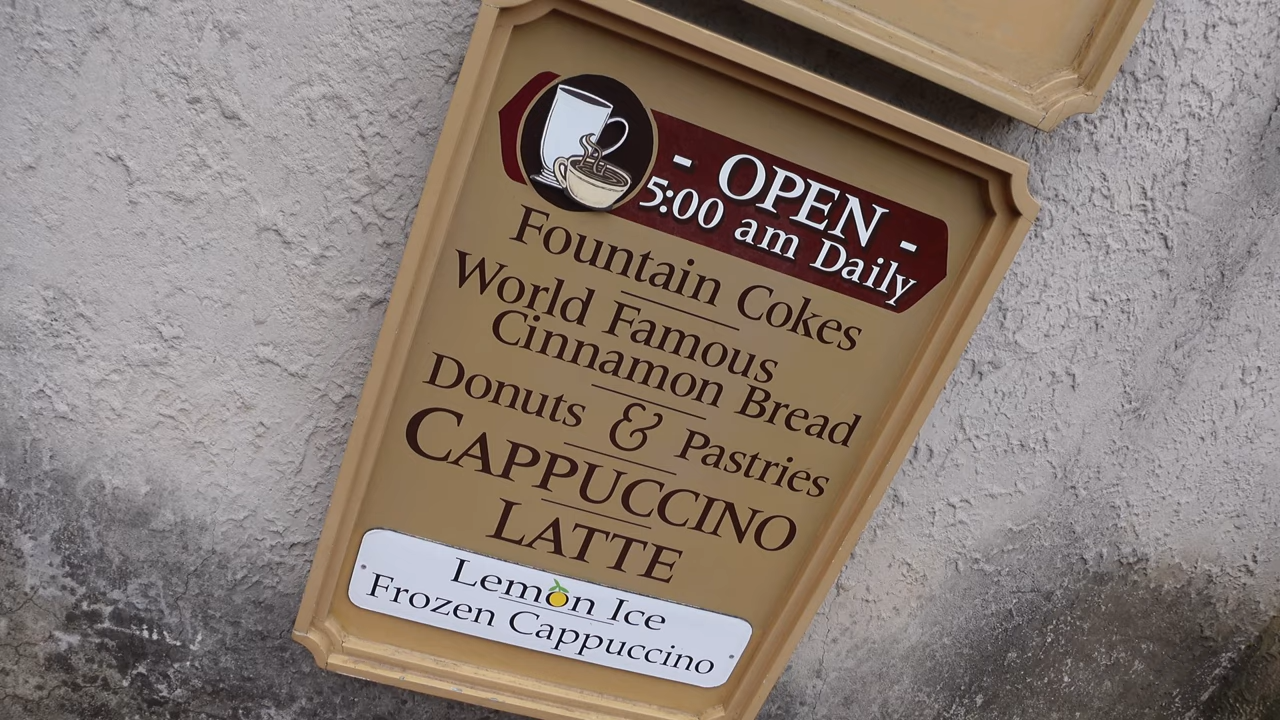 - OPEN -
5:00 am Daily
Fountain Cokes
World Famous
Cinnamon Bread
Donuts & Pastries
CAPPUCCINO
LATTE
Lemon Ice
Frozen Cappuccino